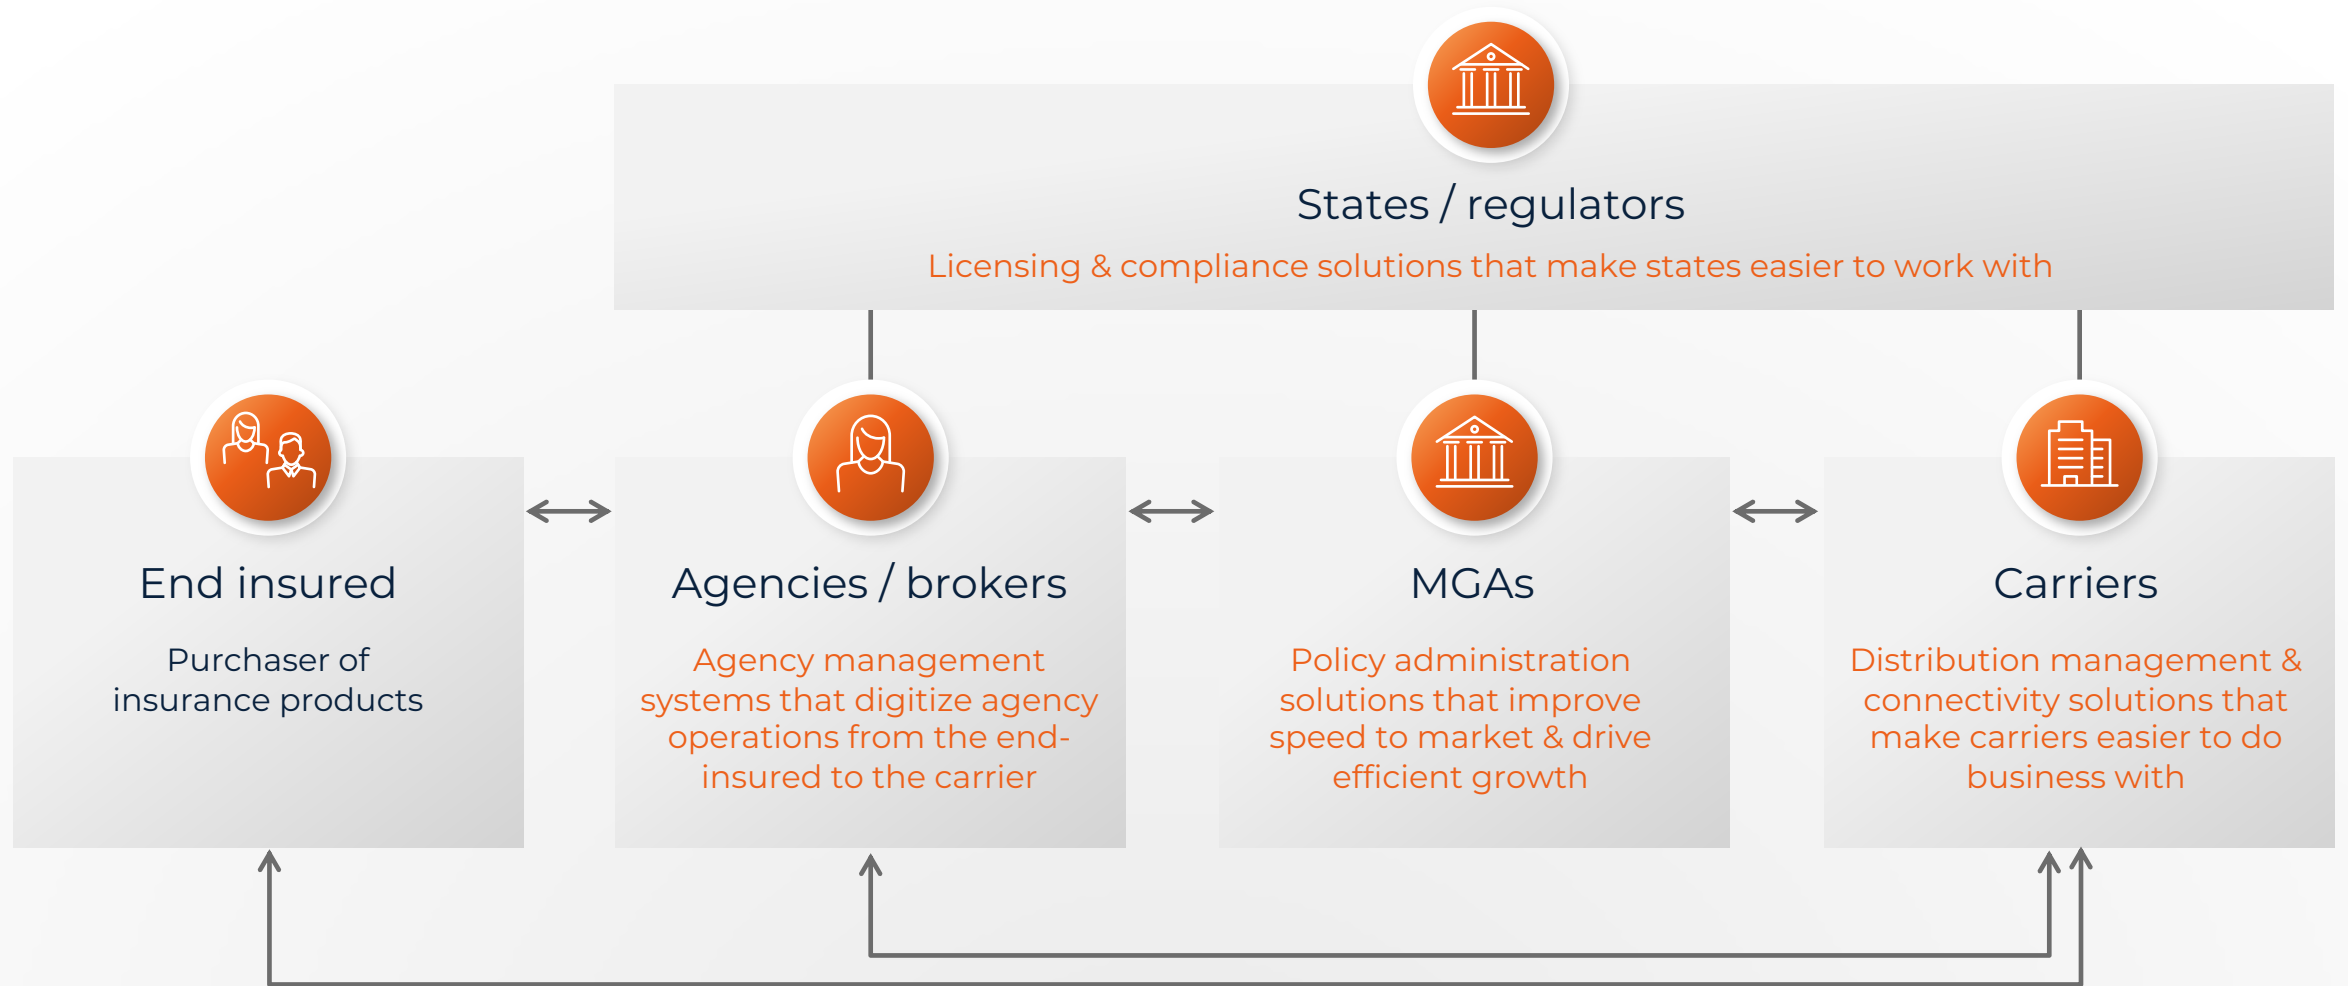 States / regulators
Licensing & compliance solutions that make states easier to work with
End insured
Purchaser of
insurance products
Agencies / brokers
Agency management
systems that digitize agency
operations from the end-
insured to the carrier
MGAs
Policy administration
solutions that improve
speed to market & drive
efficient growth
Carriers
Distribution management &
connectivity solutions that
make carriers easier to do
business with